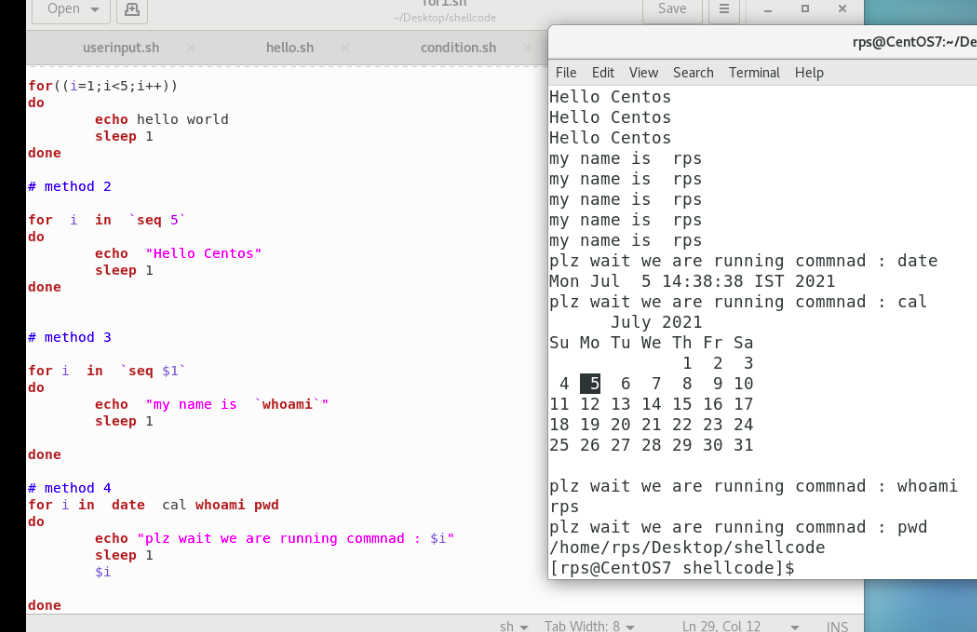 Open
for1.sh
~/Desktop/shellcode
Save
userinput.sh
hello.sh
condition.sh
for((i=1;i<5;i++))
do
echo hello world
sleep 1
done
# method 2
for  i  in  `seq 5`
do
echo  "Hello Centos"
sleep 1
done
# method 3
for i  in  `seq $1`
do
echo  "my name is  `whoami`"
sleep 1
done
# method 4
for i in  date  cal whoami pwd
do
echo "plz wait we are running commnad : $i"
sleep 1
$i
done
sh
Tab Width: 8
Ln 29, Col 12
INS
rps@CentOS7:~/De
File Edit View Search Terminal Help
Hello Centos
Hello Centos
Hello Centos
my name is  rps
my name is  rps
my name is  rps
my name is  rps
my name is  rps
plz wait we are running commnad : date
Mon Jul  5 14:38:38 IST 2021
plz wait we are running commnad : cal
July 2021
Su Mo Tu We Th Fr Sa
1  2  3
4  5  6  7  8  9 10
11 12 13 14 15 16 17
18 19 20 21 22 23 24
25 26 27 28 29 30 31
plz wait we are running commnad : whoami
rps
plz wait we are running commnad : pwd
/home/rps/Desktop/shellcode
[rps@CentOS7 shellcode]$